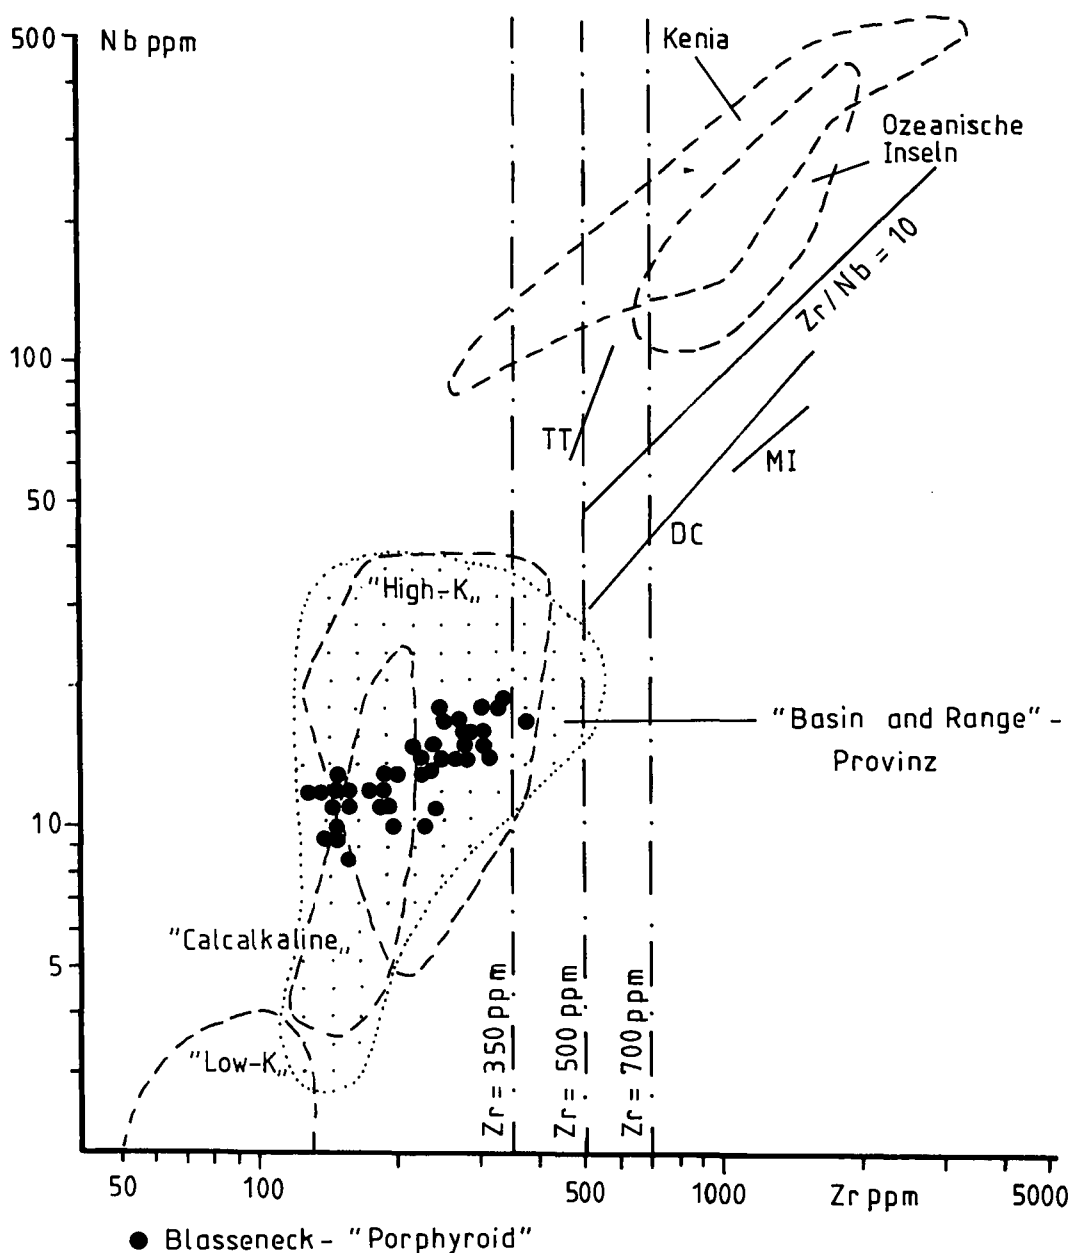 500
Nb ppm
Kenia
Ozeanische
Inseln
Zr/Nb = 10
100
TT
MI
50
DC
"High-K„
"Basin and Range" -
Provinz
10
"Calcalkaline„
5
"Low-K„
Zr = 350 ppm
Zr = 500 ppm
Zr = 700 ppm
50
100
500
1000
Zr ppm
5000
Blasseneck - "Porphyroid"